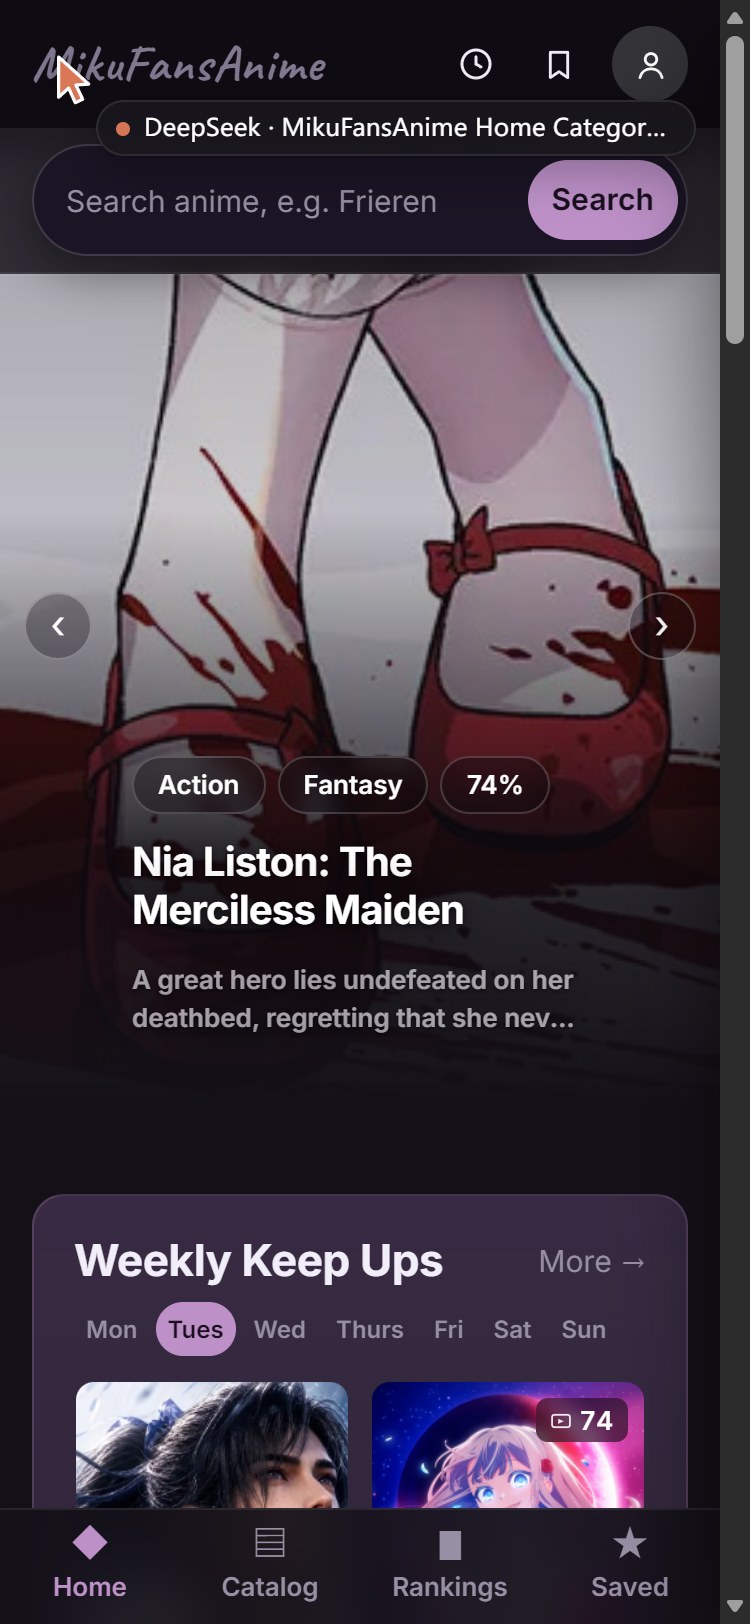 MikuFansAnime
DeepSeek · MikuFansAnime Home Categor...
Search anime, e.g. Frieren
Search
Action
Fantasy
74%
Nia Liston: The
Merciless Maiden
A great hero lies undefeated on her
deathbed, regretting that she nev...
Weekly Keep Ups
More →
Mon
Tues
Wed
Thurs
Fri
Sat
Sun
74
Home
Catalog
Rankings
Saved